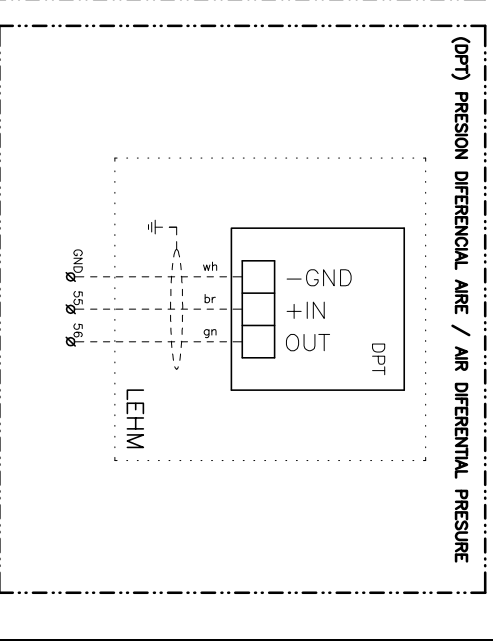 (DPT) PRESION DIFERENCIAL AIRE / AIR DIFERENTIAL PRESURE
DPT
-GND
+IN
OUT
wh
br
gn
GND
55
56
LEHM